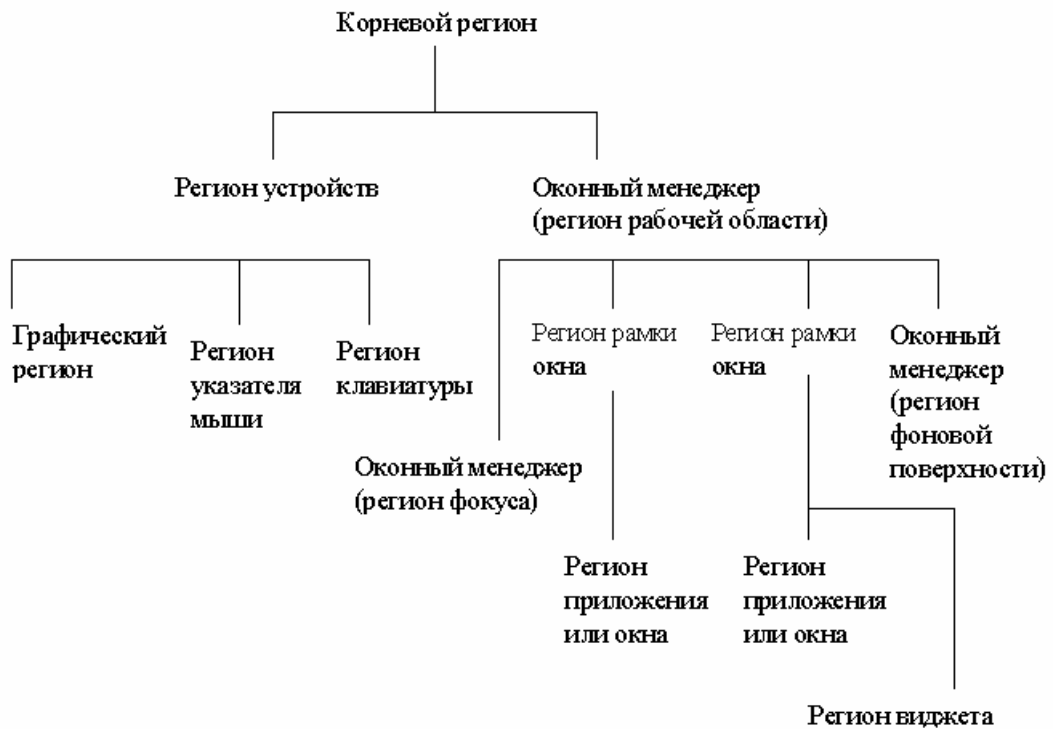 Корневой регион
Регион устройств
Оконный менеджер
(регион рабочей области)
Графический
регион
Регион
указателя
мыши
Регион
клавиатуры
Оконный менеджер
(регион фокуса)
Регион рамки
окна
Регион рамки
окна
Оконный
менеджер
(регион
фоновой
поверхности)
Регион
приложения
или окна
Регион
приложения
или окна
Регион виджета